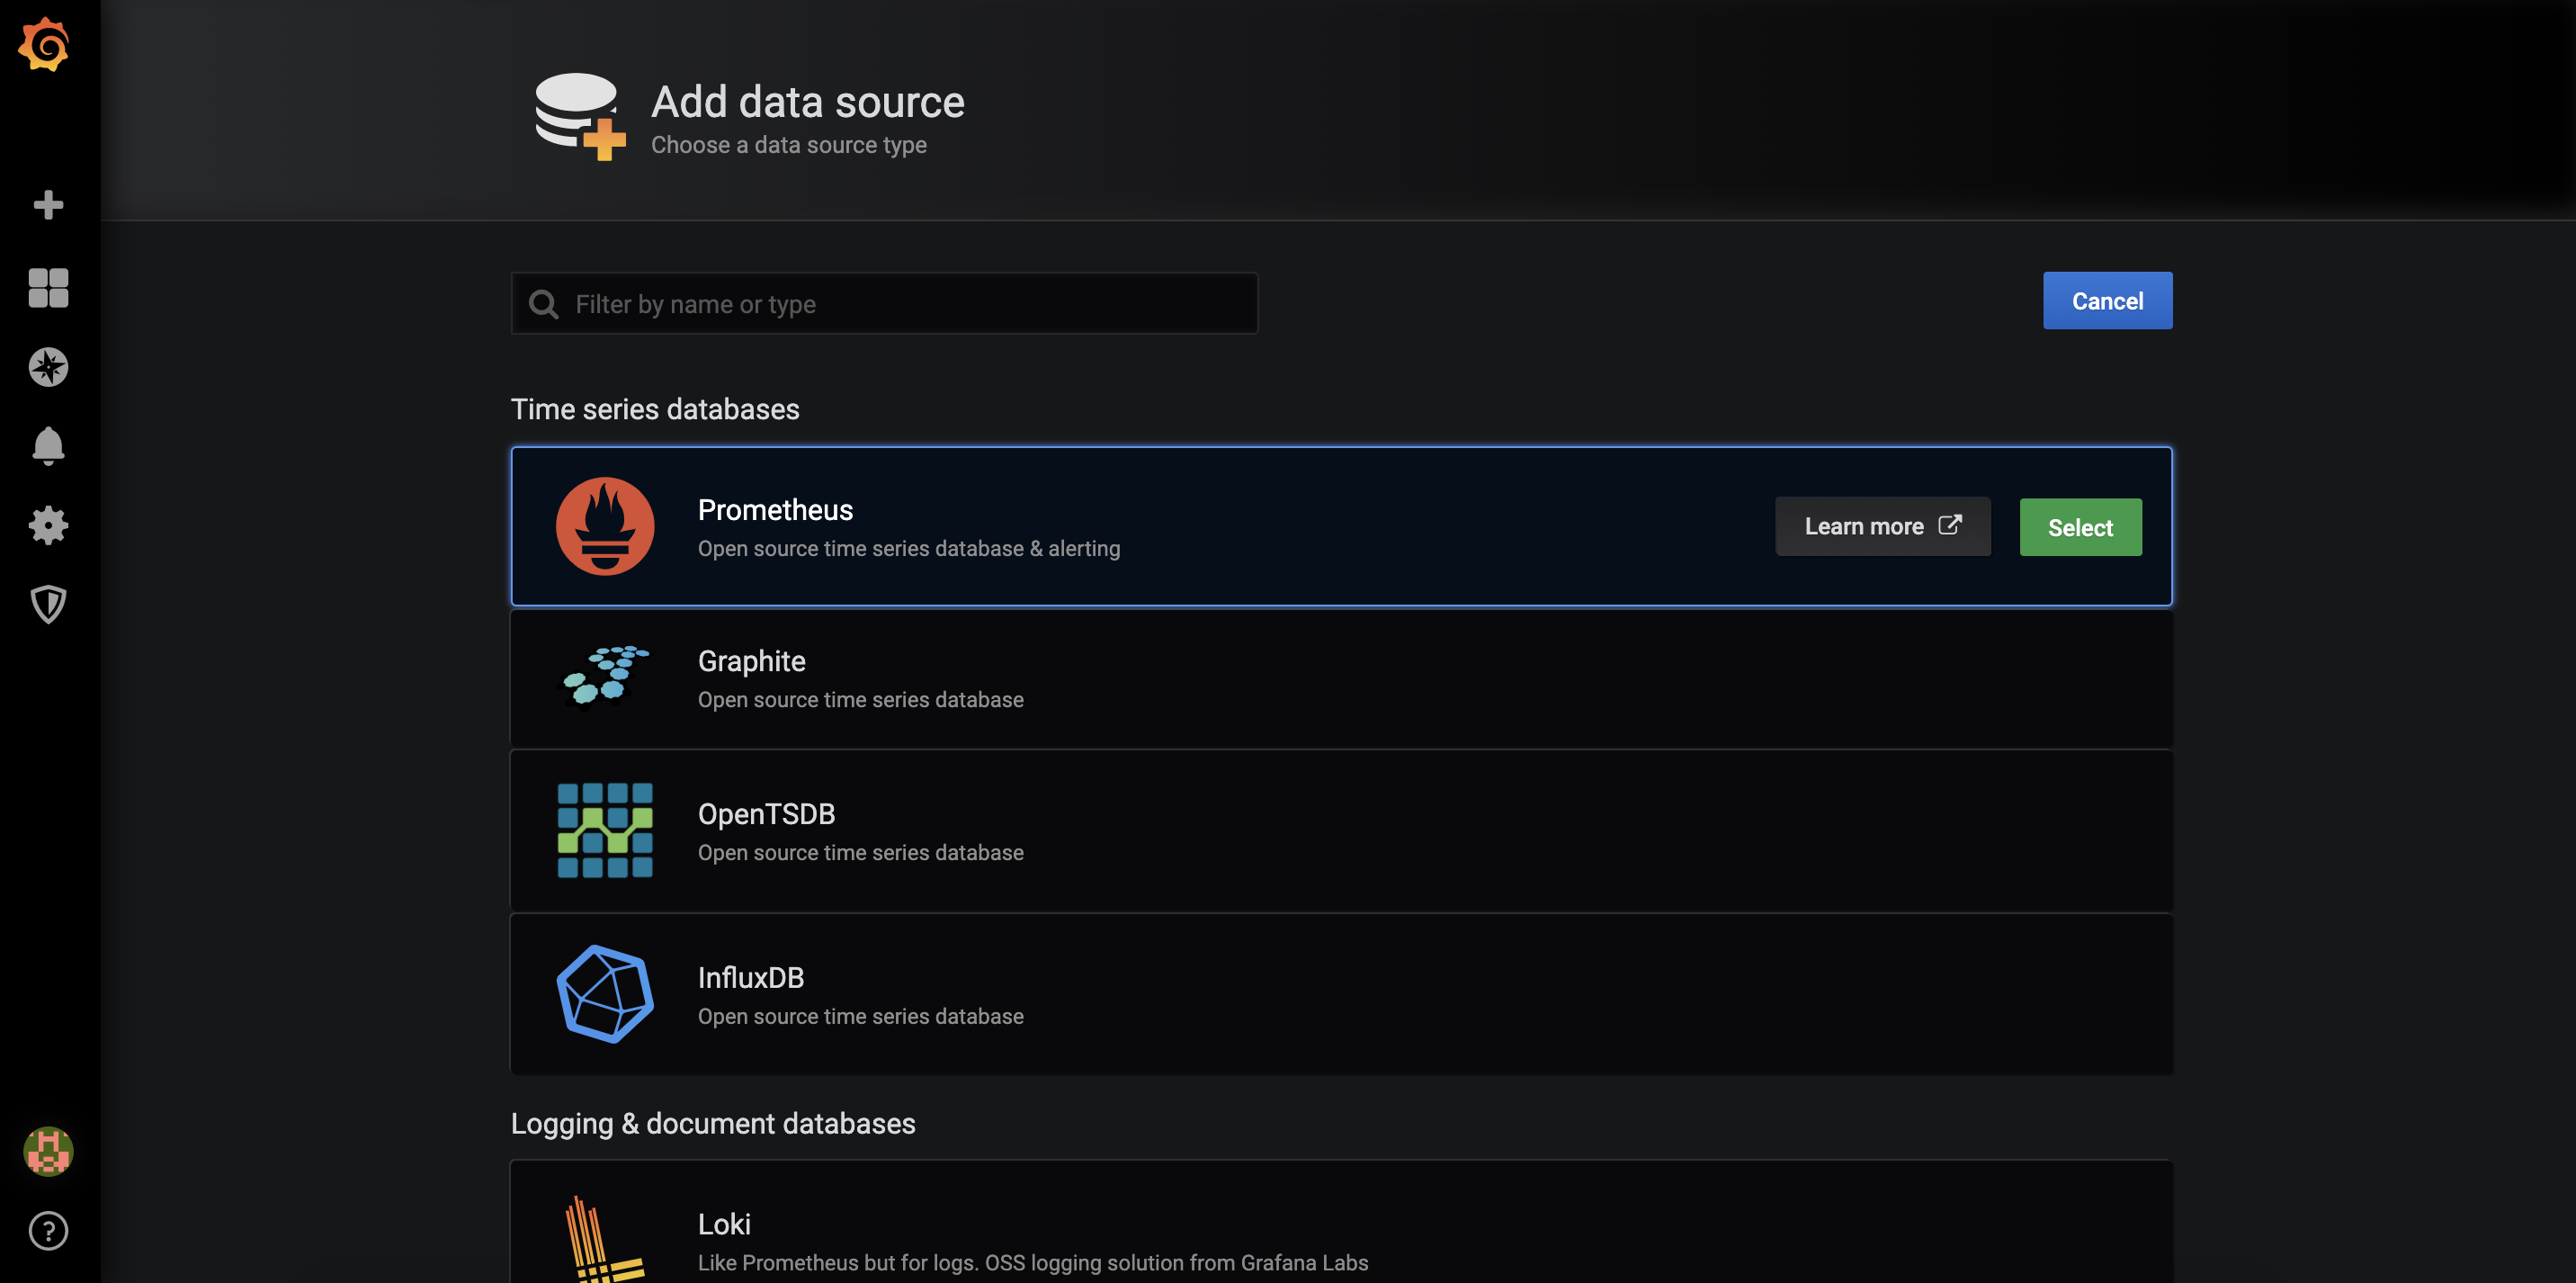 Add data source
Choose a data source type
Filter by name or type
Cancel
Time series databases
Prometheus
Open source time series database & alerting
Learn more
Select
Graphite
Open source time series database
OpenTSDB
Open source time series database
InfluxDB
Open source time series database
Logging & document databases
Loki
Like Prometheus but for logs. OSS logging solution from Grafana Labs
?